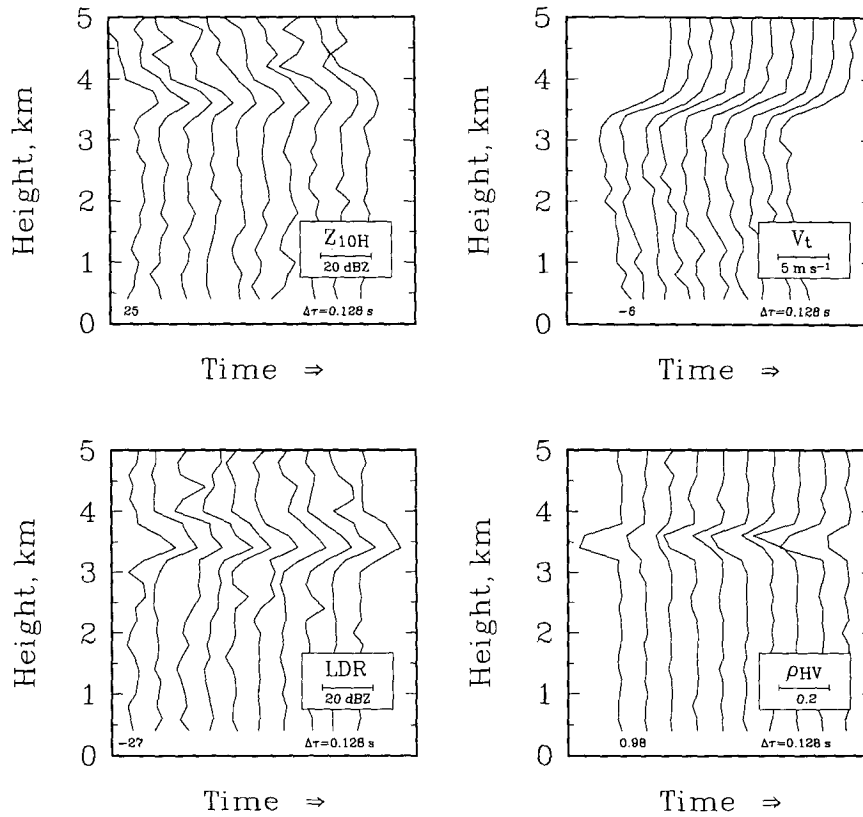 5
4
3
2
1
0
Height, km
Z10H
20 dBZ
25
Δτ=0.128 s
Time ⇒
5
4
3
2
1
0
Height, km
Vt
5 m s⁻¹
−6
Δτ=0.128 s
Time ⇒
5
4
3
2
1
0
Height, km
LDR
20 dBZ
−27
Δτ=0.128 s
Time ⇒
5
4
3
2
1
0
Height, km
ρHV
0.2
0.98
Δτ=0.128 s
Time ⇒